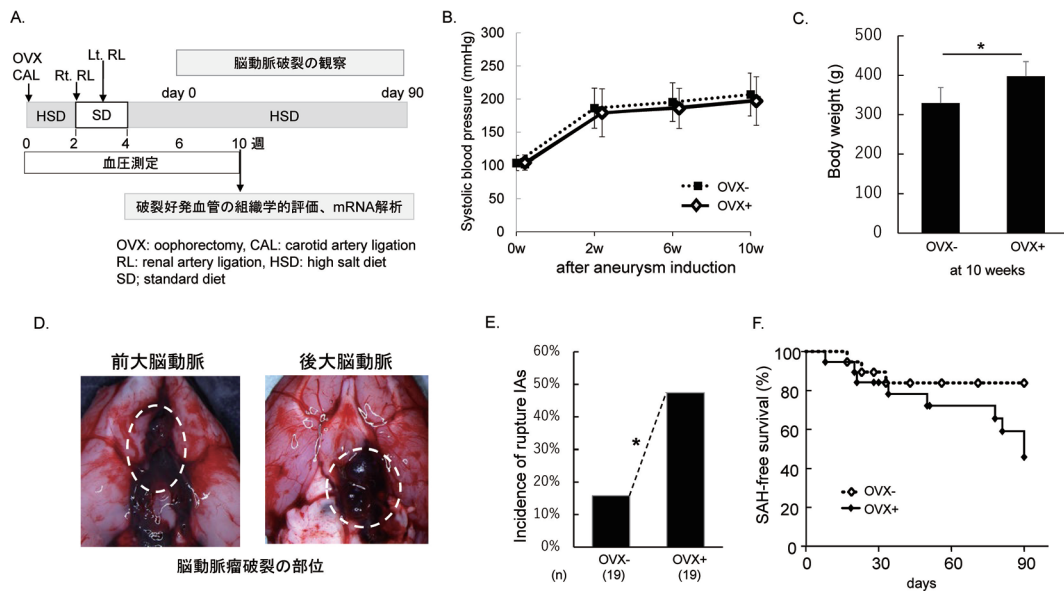 A.
OVX
CAL
Rt. RL
Lt. RL
脳動脈破裂の観察
day 0
day 90
HSD
SD
HSD
0
2
4
6
10 週
血圧測定
破裂好発血管の組織学的評価、mRNA解析
OVX: oophorectomy, CAL: carotid artery ligation
RL: renal artery ligation, HSD: high salt diet
SD; standard diet
B.
Systolic blood pressure (mmHg)
300
250
200
150
100
50
0
OVX-
OVX+
0w
2w
6w
10w
after aneurysm induction
C.
Body weight (g)
500
400
300
200
100
0
*
OVX-
OVX+
at 10 weeks
D.
前大脳動脈
後大脳動脈
脳動脈瘤破裂の部位
E.
Incidence of rupture IAs
60%
50%
40%
30%
20%
10%
0%
*
OVX-
OVX+
(n)
(19)
(19)
F.
SAH-free survival (%)
100
80
60
40
20
0
OVX-
OVX+
0
30
60
90
days